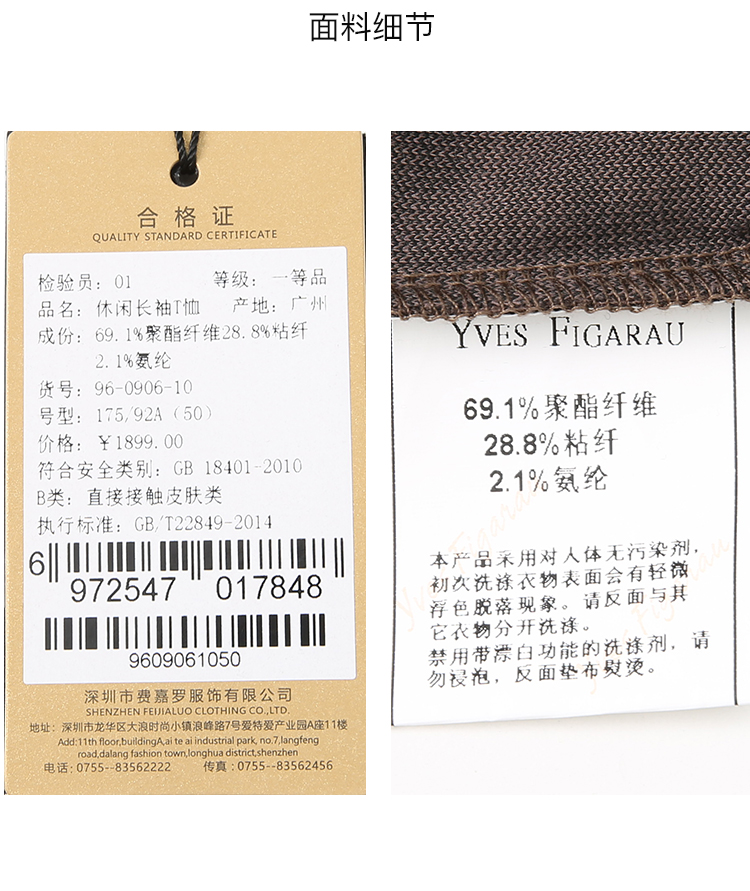 面料细节
合格证
QUALITY STANDARD CERTIFICATE
检验员：01 等级：一等品
品名：休闲长袖T恤 产地：广州
成份：69.1%聚酯纤维28.8%粘纤
2.1%氨纶
货号：96-0906-10
号型：175/92A（50）
价格：￥1899.00
符合安全类别：GB 18401-2010
B类：直接接触皮肤类
执行标准：GB/T22849-2014
6 972547 017848
9609061050
深圳市费嘉罗服饰有限公司
SHENZHEN FEIJIALUO CLOTHING CO.,LTD.
地址：深圳市龙华区大浪时尚小镇浪峰路7号爱特爱产业园A座11楼
Add:11th floor,buildingA,ai te ai industrial park, no.7,langfeng
road,dalang fashion town,longhua district,shenzhen
电话：0755--83562222 传真：0755--83562456
YVES FIGARAU
69.1%聚酯纤维
28.8%粘纤
2.1%氨纶
本产品采用对人体无污染剂，
初次洗涤衣物表面会有轻微
浮色脱落现象。请反面与其
它衣物分开洗涤。
禁用带漂白功能的洗涤剂，请
勿浸泡，反面垫布熨烫。
Yves Figarau
Yves Figarau